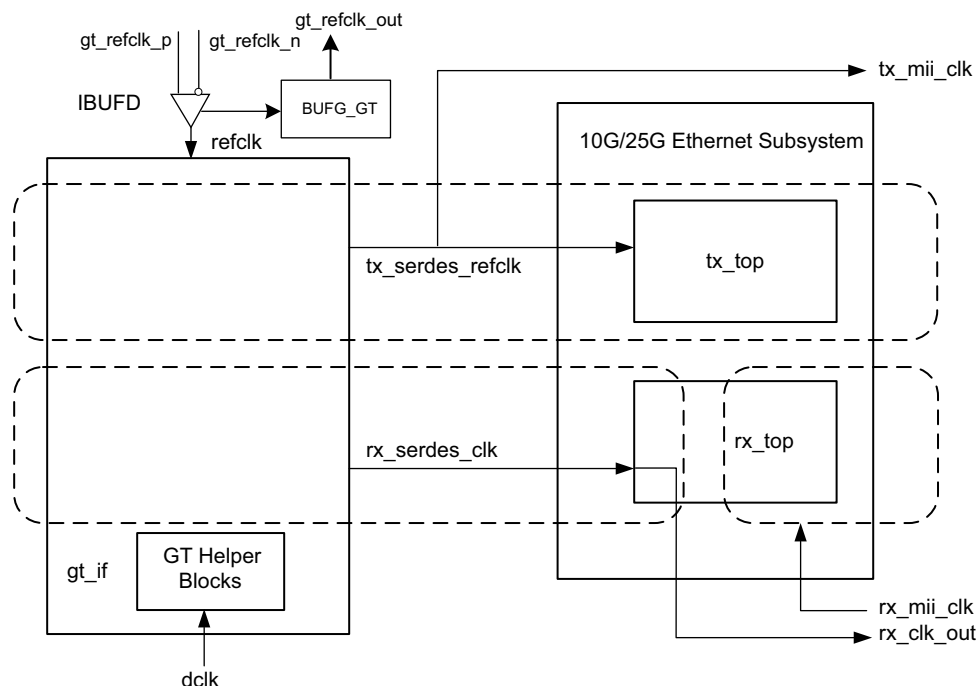 gt_refclk_out
gt_refclk_p
gt_refclk_n
tx_mii_clk
IBUFD
BUFG_GT
refclk
10G/25G Ethernet Subsystem
tx_serdes_refclk
tx_top
rx_serdes_clk
rx_top
gt_if
GT Helper
Blocks
rx_mii_clk
rx_clk_out
dclk